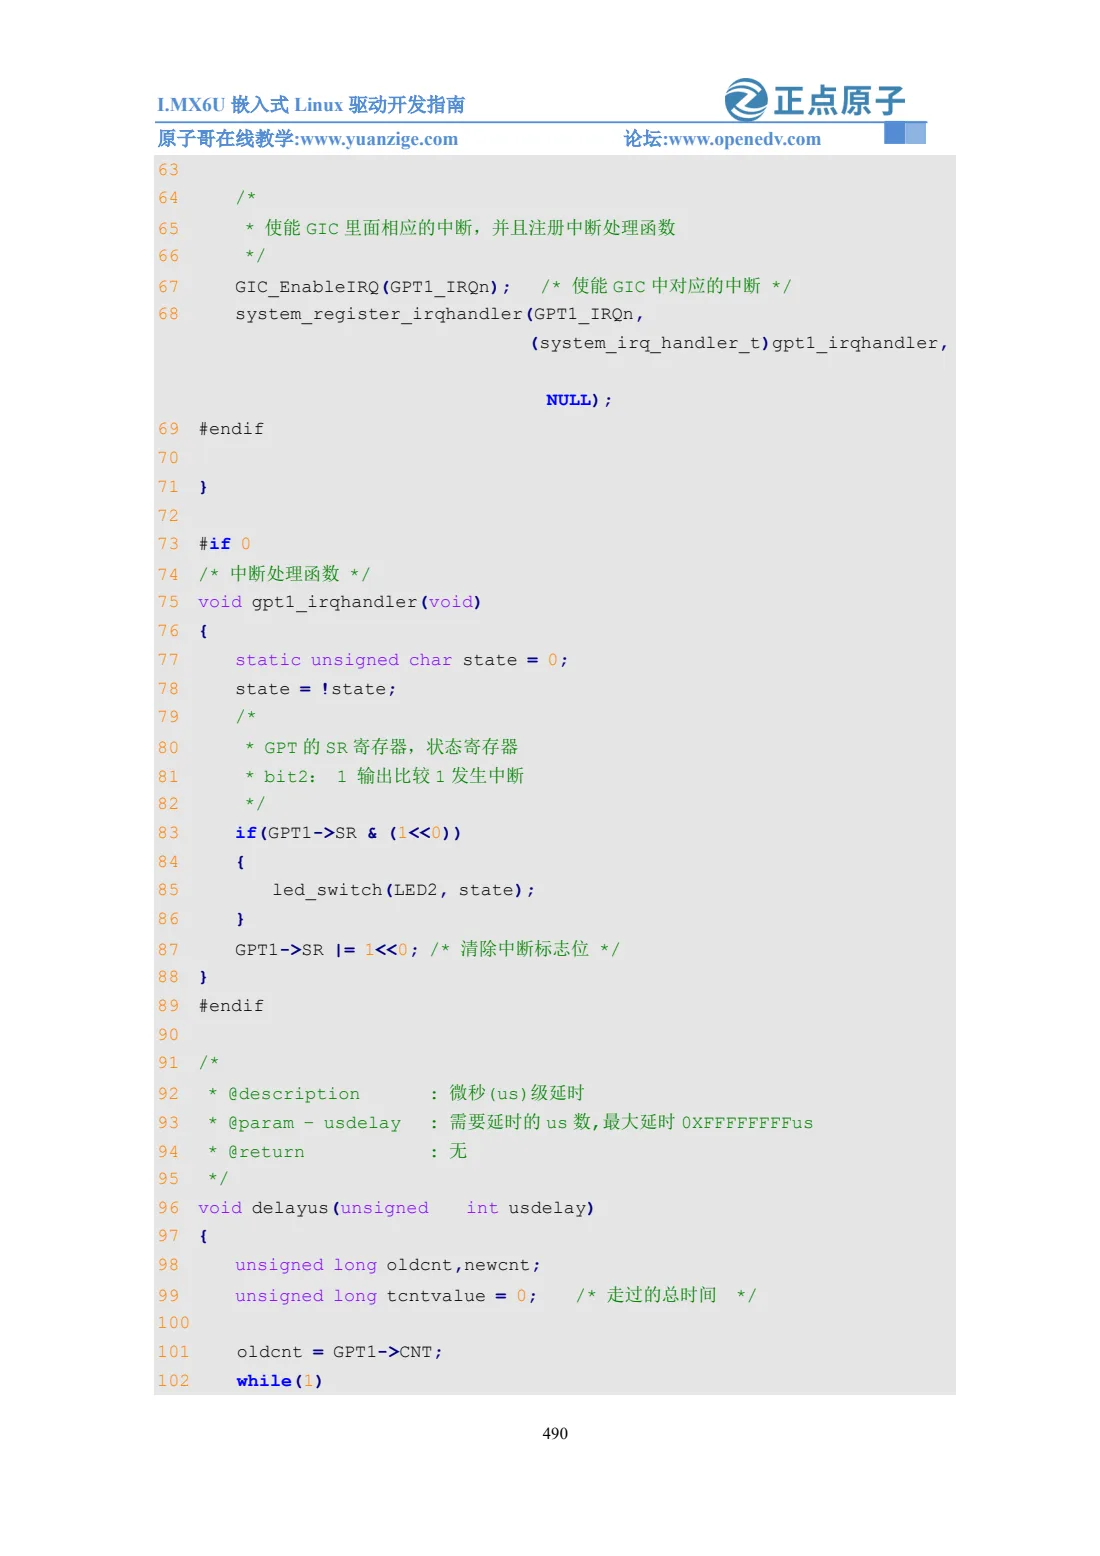 I.MX6U 嵌入式 Linux 驱动开发指南
正点原子
原子哥在线教学:www.yuanzige.com 论坛:www.openedv.com
63
64 /*
65 * 使能 GIC 里面相应的中断，并且注册中断处理函数
66 */
67 GIC_EnableIRQ(GPT1_IRQn); /* 使能 GIC 中对应的中断 */
68 system_register_irqhandler(GPT1_IRQn,
(system_irq_handler_t)gpt1_irqhandler,
NULL);
69 #endif
70
71 }
72
73 #if 0
74 /* 中断处理函数 */
75 void gpt1_irqhandler(void)
76 {
77 static unsigned char state = 0;
78 state = !state;
79 /*
80 * GPT 的 SR 寄存器，状态寄存器
81 * bit2： 1 输出比较 1 发生中断
82 */
83 if(GPT1->SR & (1<<0))
84 {
85 led_switch(LED2, state);
86 }
87 GPT1->SR |= 1<<0; /* 清除中断标志位 */
88 }
89 #endif
90
91 /*
92 * @description : 微秒(us)级延时
93 * @param – usdelay : 需要延时的 us 数,最大延时 0XFFFFFFFFus
94 * @return : 无
95 */
96 void delayus(unsigned int usdelay)
97 {
98 unsigned long oldcnt,newcnt;
99 unsigned long tcntvalue = 0; /* 走过的总时间 */
100
101 oldcnt = GPT1->CNT;
102 while(1)
490